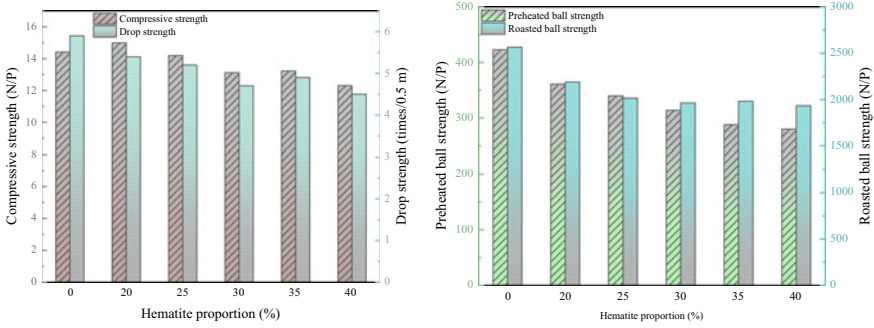 Compressive strength (N/P)
16
14
12
10
8
6
4
2
0
Compressive strength
Drop strength
6
5
4
3
2
1
0
Drop strength (times/0.5 m)
0 20 25 30 35 40
Hematite proportion (%)
Preheated ball strength (N/P)
500
400
300
200
100
0
Preheated ball strength
Roasted ball strength
3000
2500
2000
1500
1000
500
0
Roasted ball strength (N/P)
0 20 25 30 35 40
Hematite proportion (%)